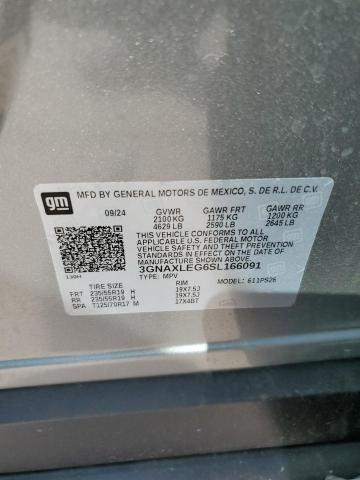 gm
MFD BY GENERAL MOTORS DE MEXICO, S. DE R.L. DE C.V.
09/24 GVWR GAWR FRT GAWR RR
2100 KG 1175 KG 1200 KG
4629 LB 2590 LB 2645 LB
THIS VEHICLE CONFORMS TO ALL APPLICABLE
U.S. FEDERAL MOTOR VEHICLE SAFETY AND THEFT
PREVENTION STANDARDS IN EFFECT ON THE
DATE OF MANUFACTURE SHOWN ABOVE.
3GNAXLEG6SL166091
TYPE: MPV MODEL: 611PS26
TIRE SIZE RIM
FRT 235/55R19 H 19X7.5J
RR 235/55R19 H 19X7.5J
SPA T125/70R17 M 17X4BT